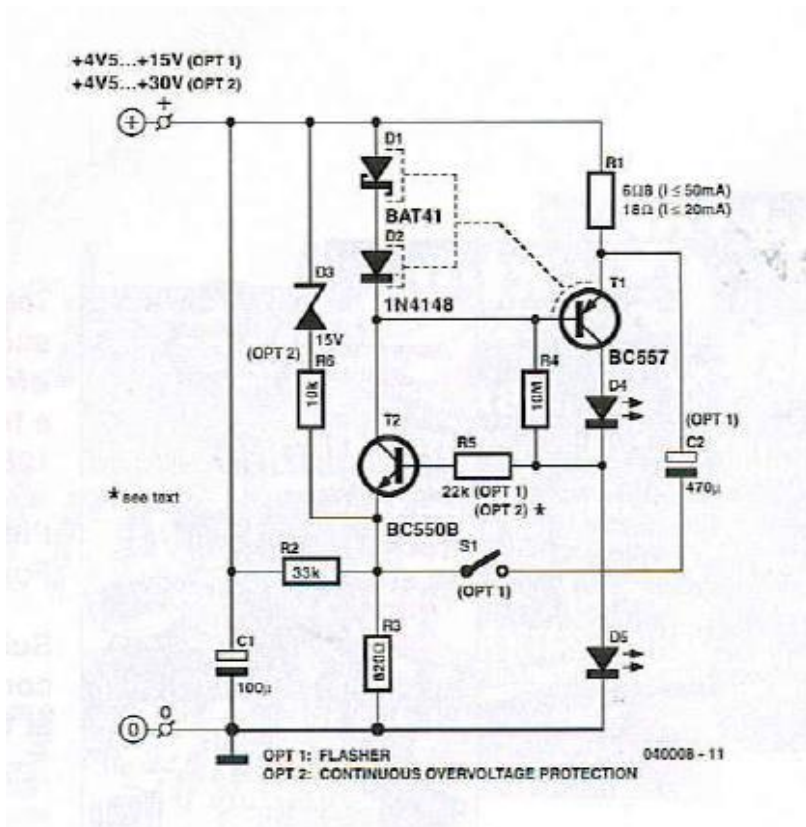 +4V5...+15V (OPT 1)
+4V5...+30V (OPT 2)
+
D1
BAT41
D2
1N4148
R1
6Ω8 (I ≤ 50mA)
18Ω (I ≤ 20mA)
D3
15V
(OPT 2)
R6
10k
T1
BC557
R4
10M
D4
(OPT 1)
C2
470µ
T2
BC550B
R5
22k (OPT 1)
(OPT 2) *
* see text
R2
33k
S1
(OPT 1)
R3
820Ω
C1
100µ
D5
0
0
OPT 1: FLASHER
OPT 2: CONTINUOUS OVERVOLTAGE PROTECTION
040008 - 11